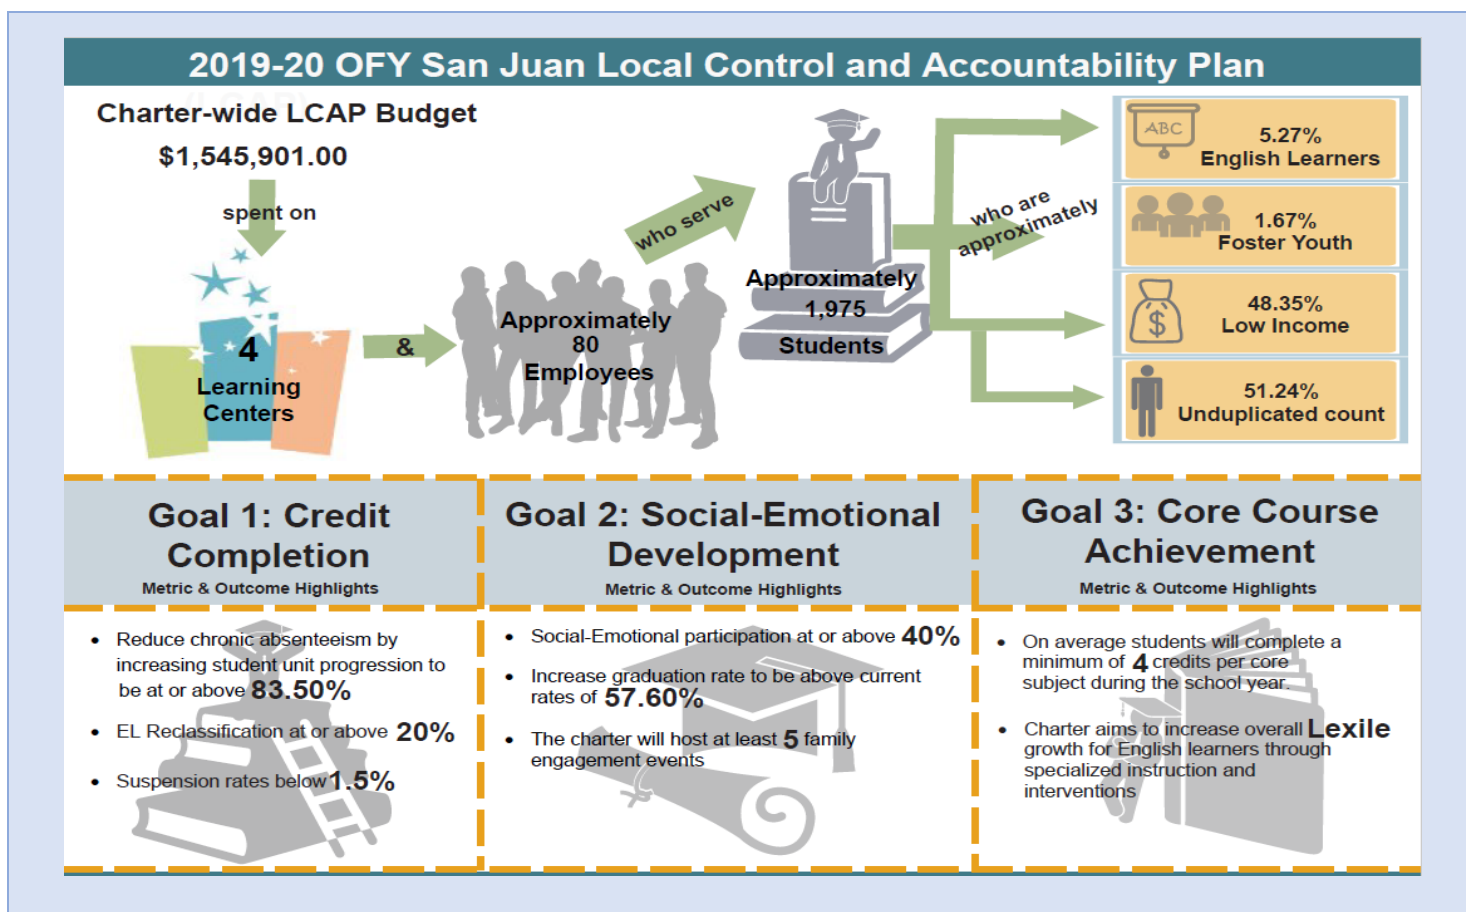 2019-20 OFY San Juan Local Control and Accountability Plan
(LCAP)
Charter-wide LCAP Budget
$1,545,901.00
spent on
4
Learning
Centers
&
Approximately
80
Employees
who serve
Approximately
1,975
Students
who are
approximately
ABC
5.27%
English Learners
1.67%
Foster Youth
$
48.35%
Low Income
51.24%
Unduplicated count
Goal 1: Credit
Completion
Metric & Outcome Highlights
• Reduce chronic absenteeism by
increasing student unit progression to
be at or above 83.50%
• EL Reclassification at or above 20%
• Suspension rates below 1.5%
Goal 2: Social-Emotional
Development
Metric & Outcome Highlights
• Social-Emotional participation at or above 40%
• Increase graduation rate to be above current
rates of 57.60%
• The charter will host at least 5 family
engagement events
Goal 3: Core Course
Achievement
Metric & Outcome Highlights
• On average students will complete a
minimum of 4 credits per core
subject during the school year.
• Charter aims to increase overall Lexile
growth for English learners through
specialized instruction and
interventions